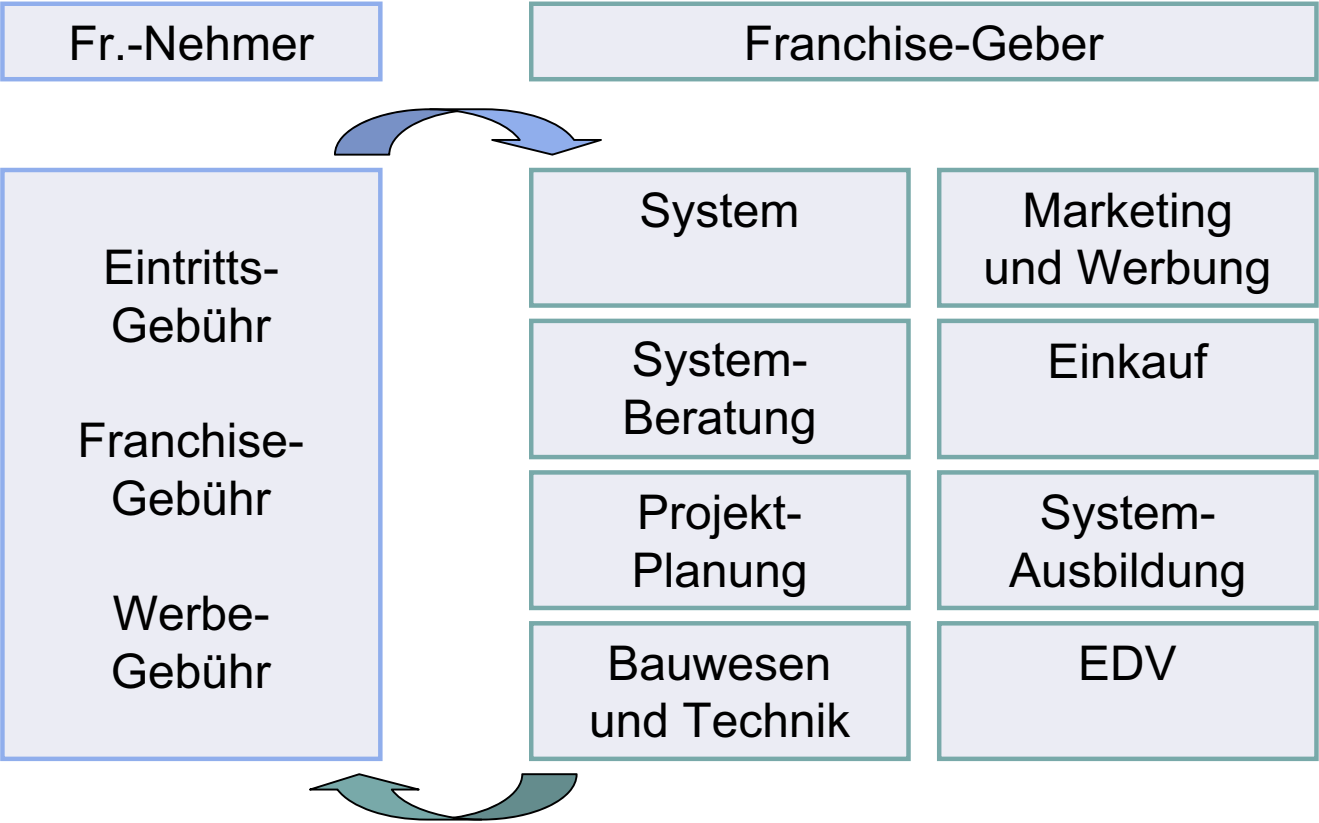 Fr.-Nehmer
Franchise-Geber
Eintritts-
Gebühr
Franchise-
Gebühr
Werbe-
Gebühr
System
Marketing
und Werbung
System-
Beratung
Einkauf
Projekt-
Planung
System-
Ausbildung
Bauwesen
und Technik
EDV